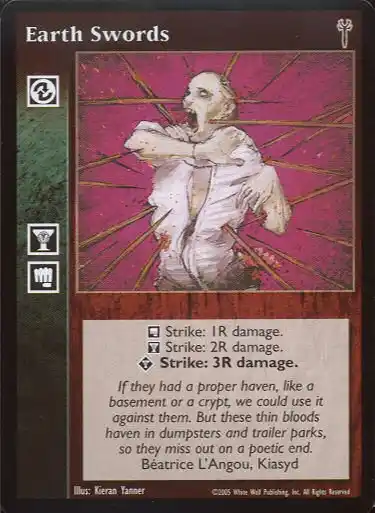 Earth Swords
Strike: 1R damage.
Strike: 2R damage.
Strike: 3R damage.
If they had a proper haven, like a
basement or a crypt, we could use it
against them. But these thin bloods
haven in dumpsters and trailer parks,
so they miss out on a poetic end.
Béatrice L'Angou, Kiasyd
Illus: Kieran Yanner
©2005 White Wolf Publishing, Inc. All Rights Reserved